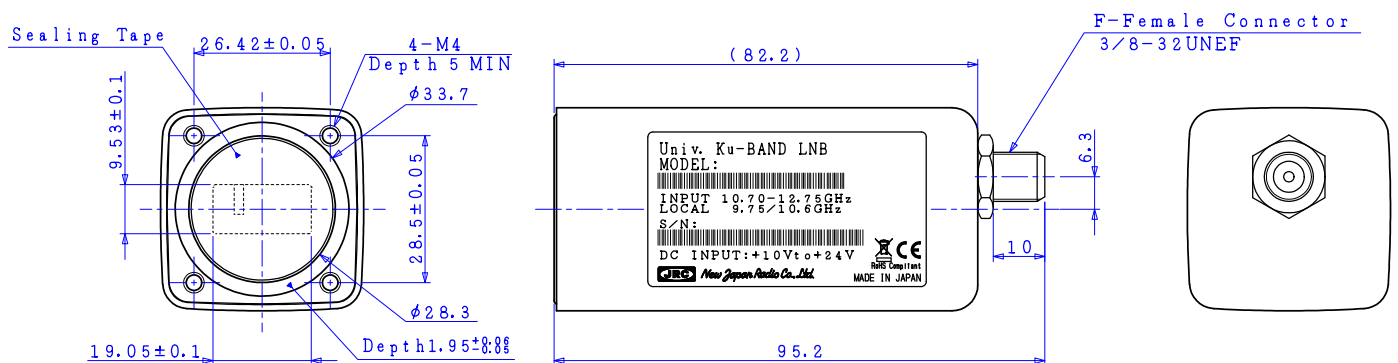 Sealing Tape
26.42±0.05
4-M4
Depth 5 MIN
ϕ33.7
9.53±0.1
28.5±0.05
ϕ28.3
19.05±0.1
Depth1.95
(82.2)
F-Female Connector
3/8-32UNEF
6.3
10
95.2
Univ. Ku-BAND LNB
MODEL:
INPUT 10.70-12.75GHz
LOCAL 9.75/10.6GHz
S/N:
DC INPUT:+10Vto+24V
CE
RoHS Compliant
JRC New Japan Radio Co.,Ltd.
MADE IN JAPAN